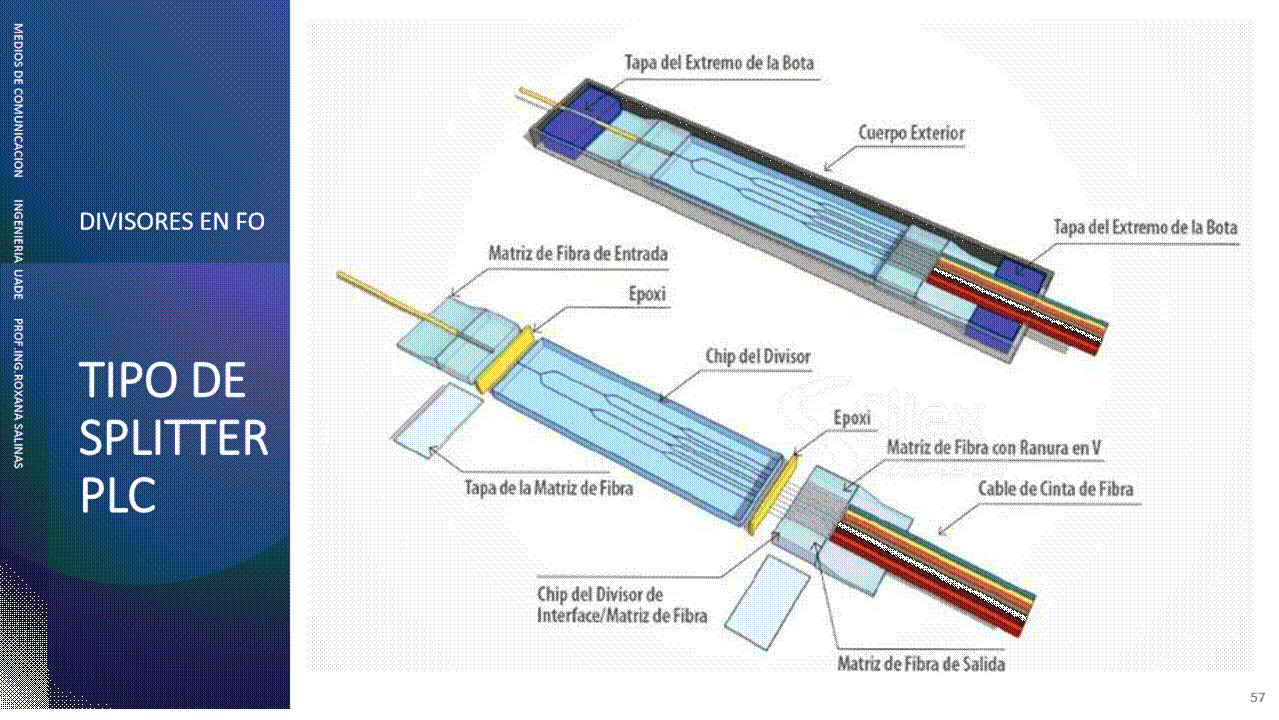 MEDIOS DE COMUNICACION INGENIERIA UADE PROF.ING.ROXANA SALINAS
DIVISORES EN FO
TIPO DE
SPLITTER
PLC
Tapa del Extremo de la Bota
Cuerpo Exterior
Tapa del Extremo de la Bota
Matriz de Fibra de Entrada
Epoxi
Chip del Divisor
Epoxi
Matriz de Fibra con Ranura en V
Cable de Cinta de Fibra
Tapa de la Matriz de Fibra
Chip del Divisor de
Interface/Matriz de Fibra
Matriz de Fibra de Salida
57